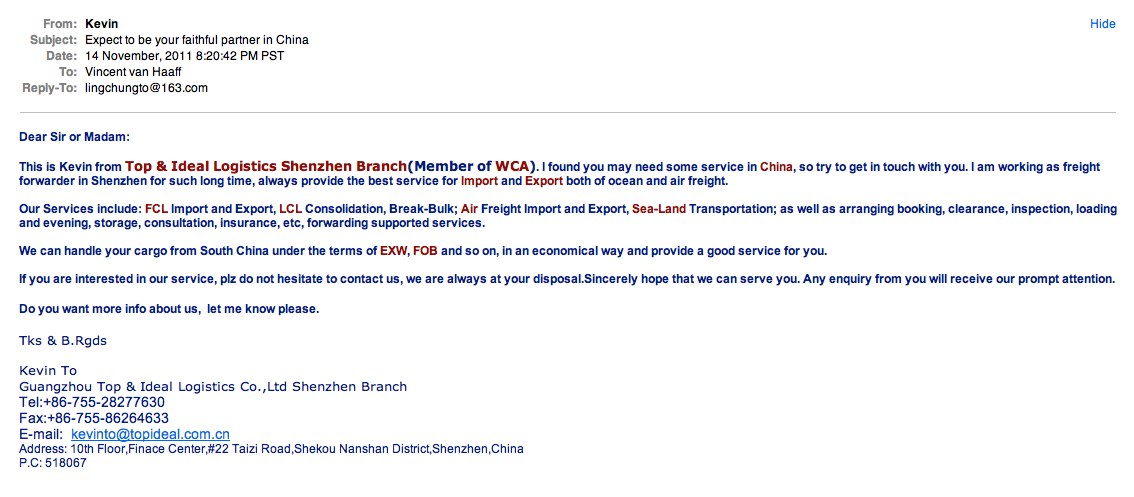 From: Kevin
Hide
Subject: Expect to be your faithful partner in China
Date: 14 November, 2011 8:20:42 PM PST
To: Vincent van Haaff
Reply-To: lingchungto@163.com
Dear Sir or Madam:
This is Kevin from Top & Ideal Logistics Shenzhen Branch(Member of WCA). I found you may need some service in China, so try to get in touch with you. I am working as freight
forwarder in Shenzhen for such long time, always provide the best service for Import and Export both of ocean and air freight.
Our Services include: FCL Import and Export, LCL Consolidation, Break-Bulk; Air Freight Import and Export, Sea-Land Transportation; as well as arranging booking, clearance, inspection, loading
and evening, storage, consultation, insurance, etc, forwarding supported services.
We can handle your cargo from South China under the terms of EXW, FOB and so on, in an economical way and provide a good service for you.
If you are interested in our service, plz do not hesitate to contact us, we are always at your disposal.Sincerely hope that we can serve you. Any enquiry from you will receive our prompt attention.
Do you want more info about us,  let me know please.
Tks & B.Rgds
Kevin To
Guangzhou Top & Ideal Logistics Co.,Ltd Shenzhen Branch
Tel:+86-755-28277630
Fax:+86-755-86264633
E-mail:  kevinto@topideal.com.cn
Address: 10th Floor,Finace Center,#22 Taizi Road,Shekou Nanshan District,Shenzhen,China
P.C: 518067